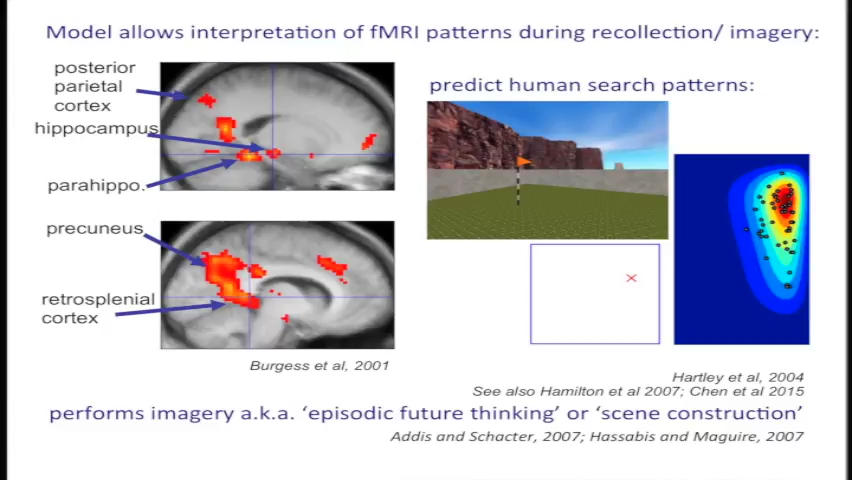 Model allows interpretation of fMRI patterns during recollection/ imagery:
posterior
parietal
cortex
hippocampus
parahippo.
precuneus
retrosplenial
cortex
Burgess et al, 2001
predict human search patterns:
Hartley et al, 2004
See also Hamilton et al 2007; Chen et al 2015
performs imagery a.k.a. ‘episodic future thinking’ or ‘scene construction’
Addis and Schacter, 2007; Hassabis and Maguire, 2007